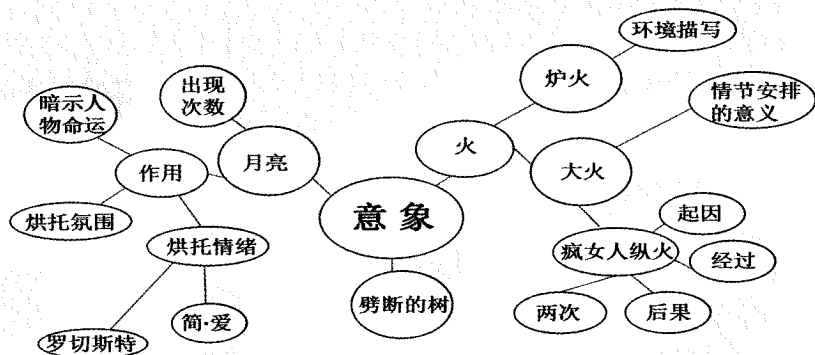 环境描写
炉火
出现
次数
情节安排
的意义
暗示人
物命运
火
月亮
作用
大火
意象
烘托氛围
起因
烘托情绪
疯女人纵火
经过
劈断的树
两次
后果
简·爱
罗切斯特